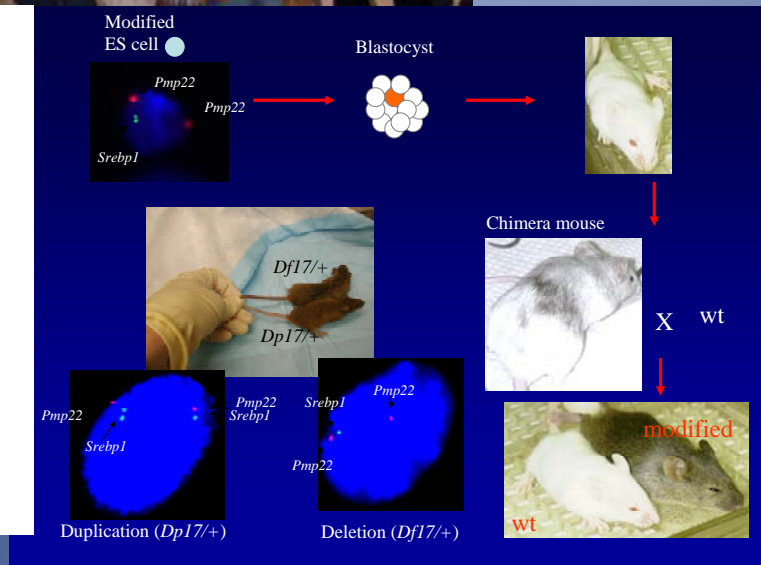 Modified
ES cell
Blastocyst
Pmp22
Pmp22
Srebp1
Chimera mouse
Df17/+
Dp17/+
X wt
Pmp22
Srebp1
Pmp22
Srebp1
Pmp22
Srebp1
Pmp22
modified
wt
Duplication (Dp17/+)
Deletion (Df17/+)